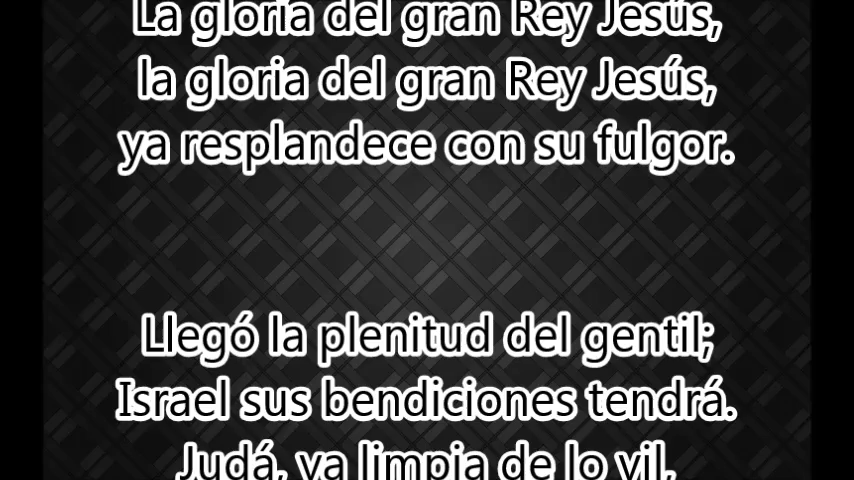 La gloria del gran Rey Jesús,
la gloria del gran Rey Jesús,
ya resplandece con su fulgor.
Llegó la plenitud del gentil;
Israel sus bendiciones tendrá.
Judá, ya limpia de lo vil,